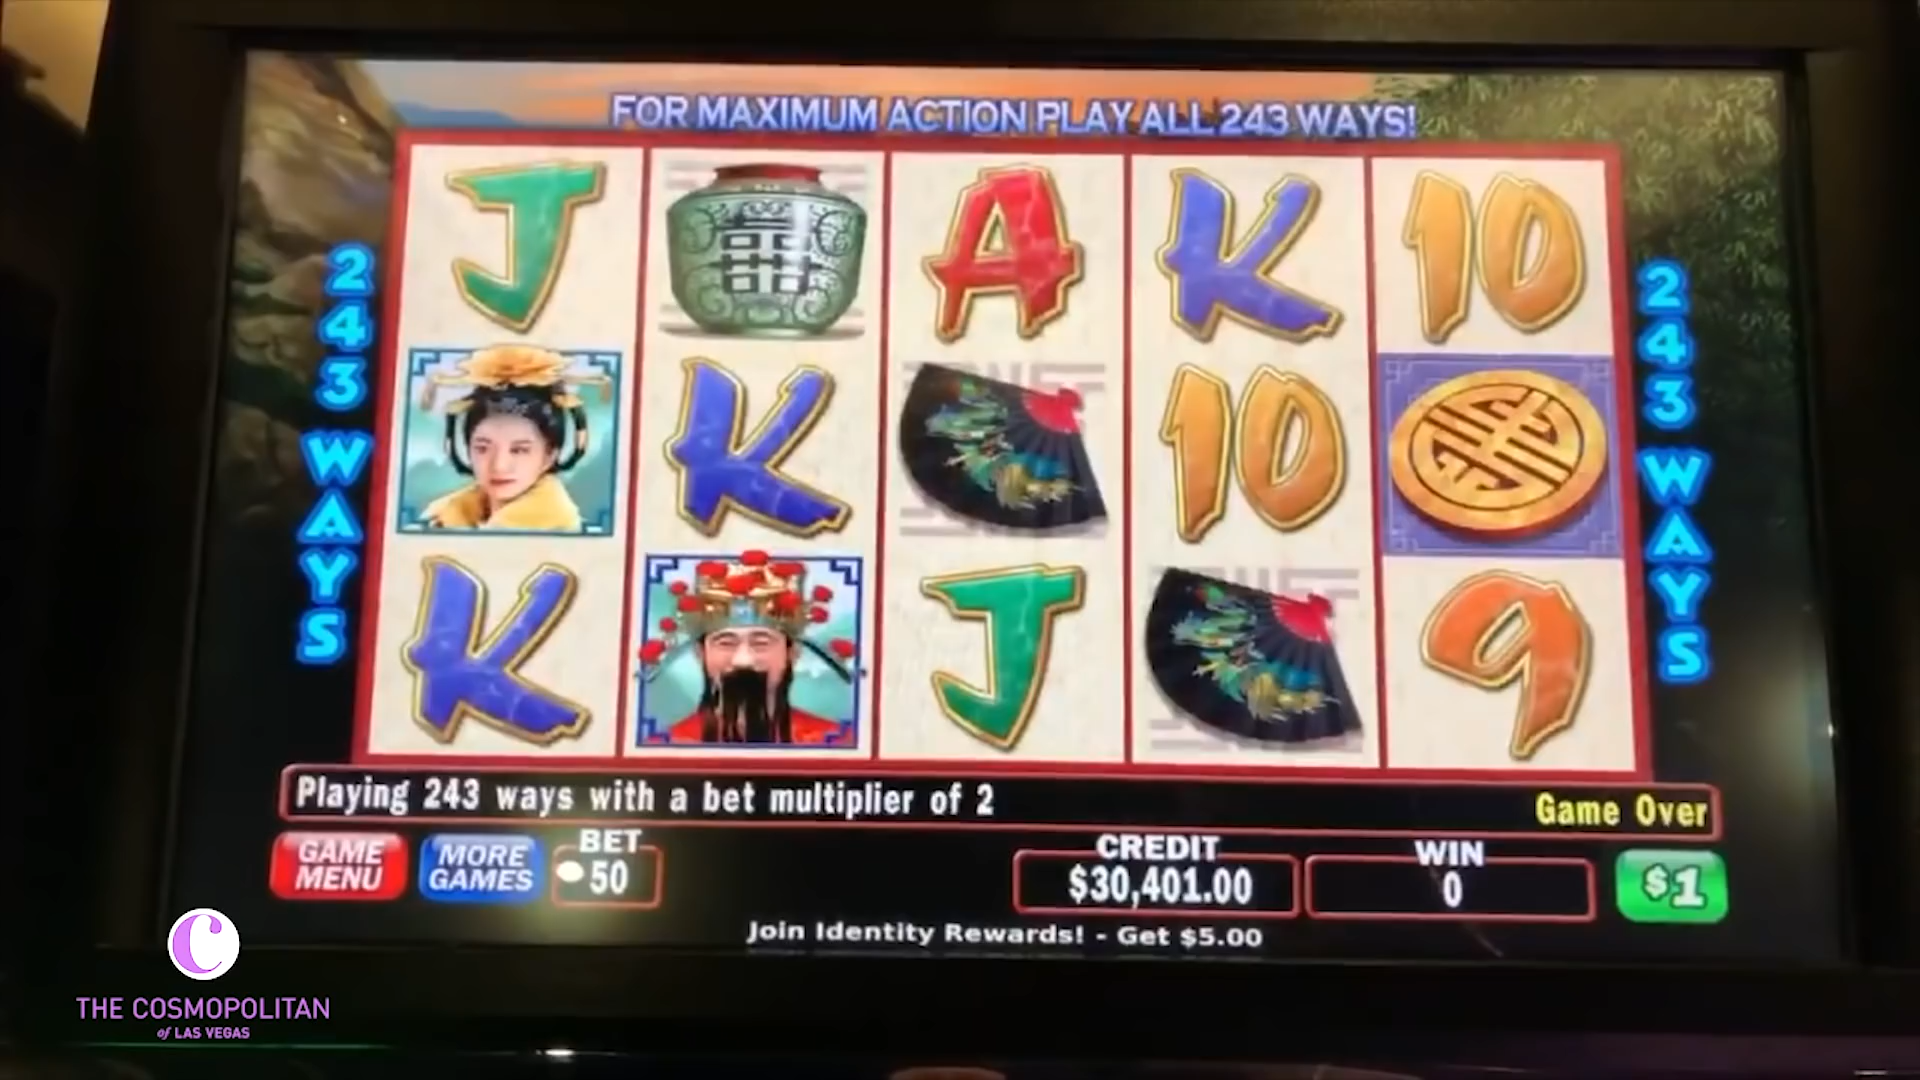 FOR MAXIMUM ACTION PLAY ALL 243 WAYS!
243 WAYS
243 WAYS
J
A
K
10
K
10
K
J
9
Playing 243 ways with a bet multiplier of 2
Game Over
GAME MENU
MORE GAMES
BET
50
CREDIT
$30,401.00
WIN
0
$1
Join Identity Rewards! - Get $5.00
C
THE COSMOPOLITAN
of LAS VEGAS